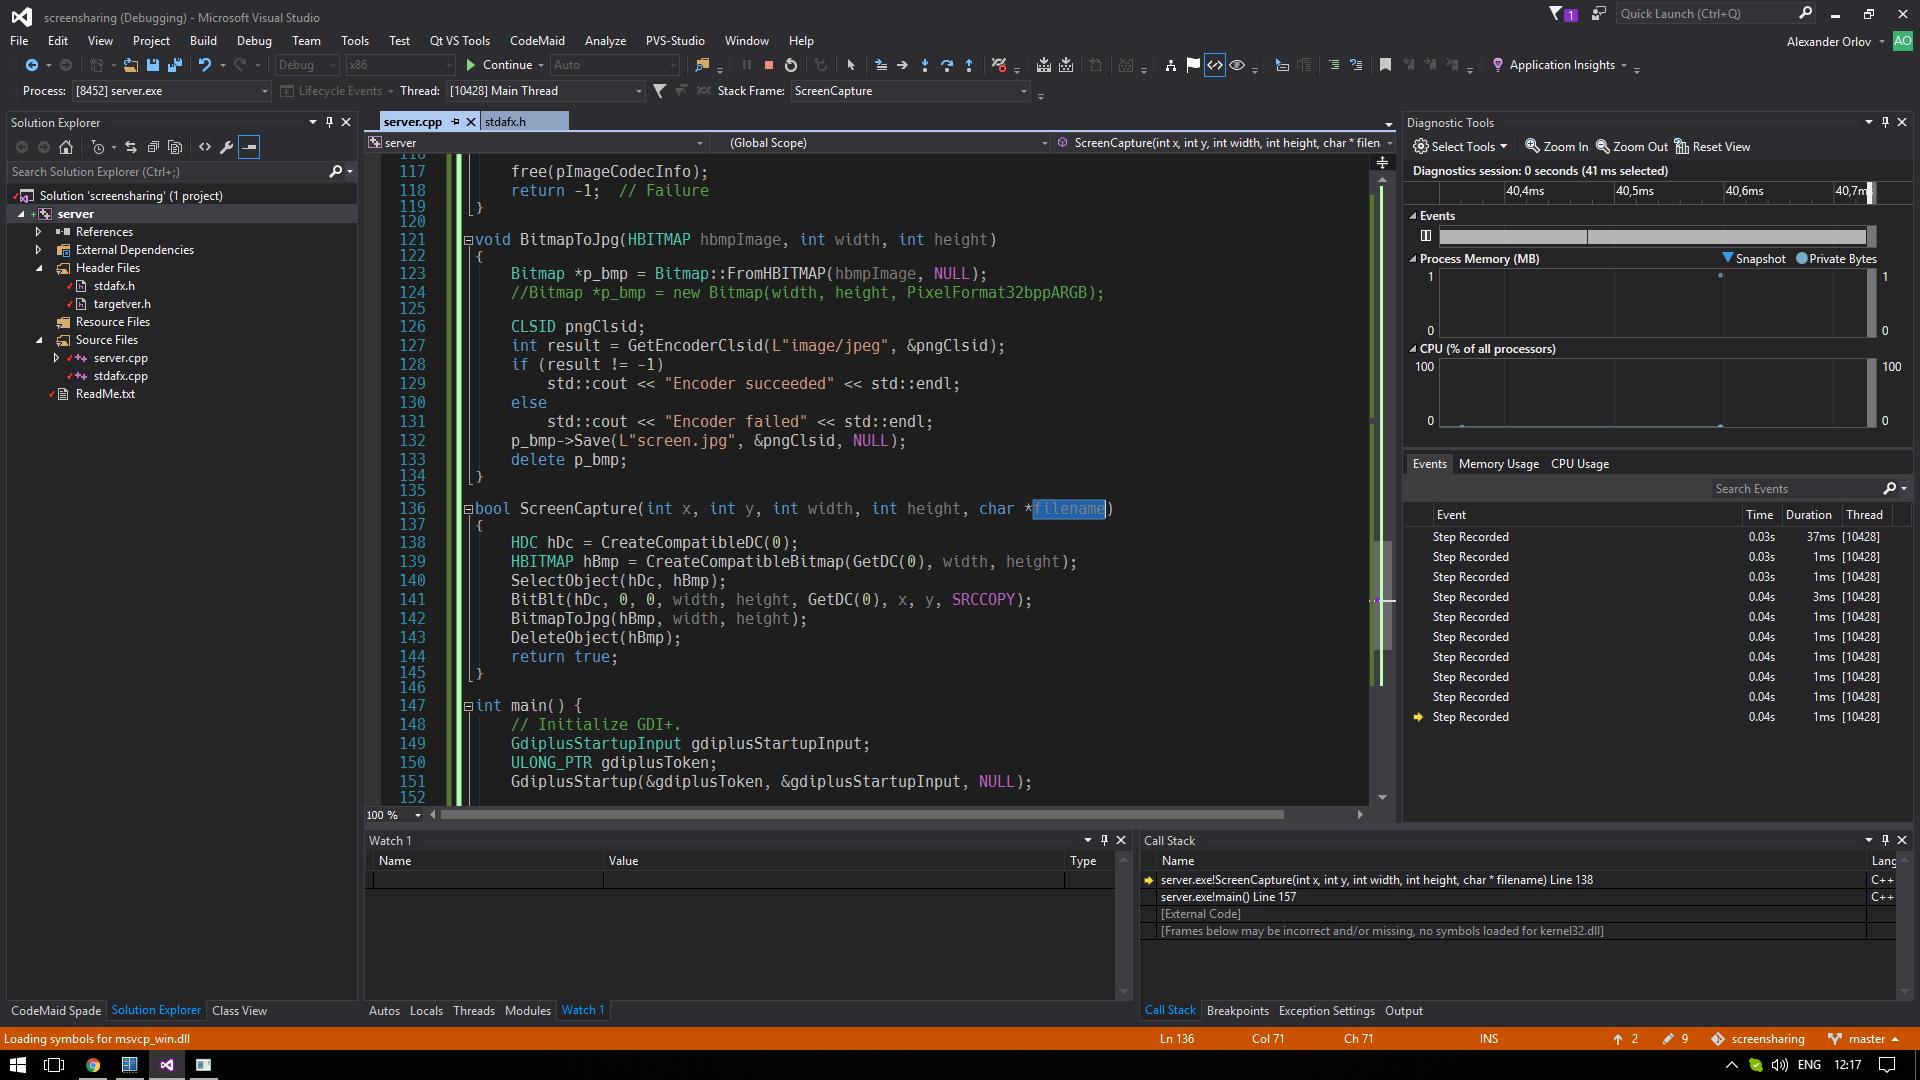 screensharing (Debugging) - Microsoft Visual Studio
1
Quick Launch (Ctrl+Q)
File Edit View Project Build Debug Team Tools Test Qt VS Tools CodeMaid Analyze PVS-Studio Window Help
Alexander Orlov AO
Debug x86 Continue Auto Application Insights
Process: [8452] server.exe Lifecycle Events Thread: [10428] Main Thread Stack Frame: ScreenCapture
Solution Explorer
Search Solution Explorer (Ctrl+;)
Solution 'screensharing' (1 project)
server
References
External Dependencies
Header Files
stdafx.h
targetver.h
Resource Files
Source Files
server.cpp
stdafx.cpp
ReadMe.txt
CodeMaid Spade Solution Explorer Class View
server.cpp stdafx.h
server (Global Scope) ScreenCapture(int x, int y, int width, int height, char * filen
116
117 free(pImageCodecInfo);
118 return -1; // Failure
119 }
120
121 void BitmapToJpg(HBITMAP hbmpImage, int width, int height)
122 {
123 Bitmap *p_bmp = Bitmap::FromHBITMAP(hbmpImage, NULL);
124 //Bitmap *p_bmp = new Bitmap(width, height, PixelFormat32bppARGB);
125
126 CLSID pngClsid;
127 int result = GetEncoderClsid(L"image/jpeg", &pngClsid);
128 if (result != -1)
129 std::cout << "Encoder succeeded" << std::endl;
130 else
131 std::cout << "Encoder failed" << std::endl;
132 p_bmp->Save(L"screen.jpg", &pngClsid, NULL);
133 delete p_bmp;
134 }
135
136 bool ScreenCapture(int x, int y, int width, int height, char *filename)
137 {
138 HDC hDc = CreateCompatibleDC(0);
139 HBITMAP hBmp = CreateCompatibleBitmap(GetDC(0), width, height);
140 SelectObject(hDc, hBmp);
141 BitBlt(hDc, 0, 0, width, height, GetDC(0), x, y, SRCCOPY);
142 BitmapToJpg(hBmp, width, height);
143 DeleteObject(hBmp);
144 return true;
145 }
146
147 int main() {
148 // Initialize GDI+.
149 GdiplusStartupInput gdiplusStartupInput;
150 ULONG_PTR gdiplusToken;
151 GdiplusStartup(&gdiplusToken, &gdiplusStartupInput, NULL);
152
100 %
Diagnostic Tools
Select Tools Zoom In Zoom Out Reset View
Diagnostics session: 0 seconds (41 ms selected)
40,4ms 40,5ms 40,6ms 40,7m
Events
Process Memory (MB) Snapshot Private Bytes
1 1
0 0
CPU (% of all processors)
100 100
0 0
Events Memory Usage CPU Usage
Search Events
Event Time Duration Thread
Step Recorded 0.03s 37ms [10428]
Step Recorded 0.03s 1ms [10428]
Step Recorded 0.03s 1ms [10428]
Step Recorded 0.04s 3ms [10428]
Step Recorded 0.04s 1ms [10428]
Step Recorded 0.04s 1ms [10428]
Step Recorded 0.04s 1ms [10428]
Step Recorded 0.04s 1ms [10428]
Step Recorded 0.04s 1ms [10428]
Step Recorded 0.04s 1ms [10428]
Watch 1
Name Value Type
Autos Locals Threads Modules Watch 1
Call Stack
Name Lang
server.exe!ScreenCapture(int x, int y, int width, int height, char * filename) Line 138 C++
server.exe!main() Line 157 C++
[External Code]
[Frames below may be incorrect and/or missing, no symbols loaded for kernel32.dll]
Call Stack Breakpoints Exception Settings Output
Loading symbols for msvcp_win.dll Ln 136 Col 71 Ch 71 INS 2 9 screensharing master
ENG 12:17